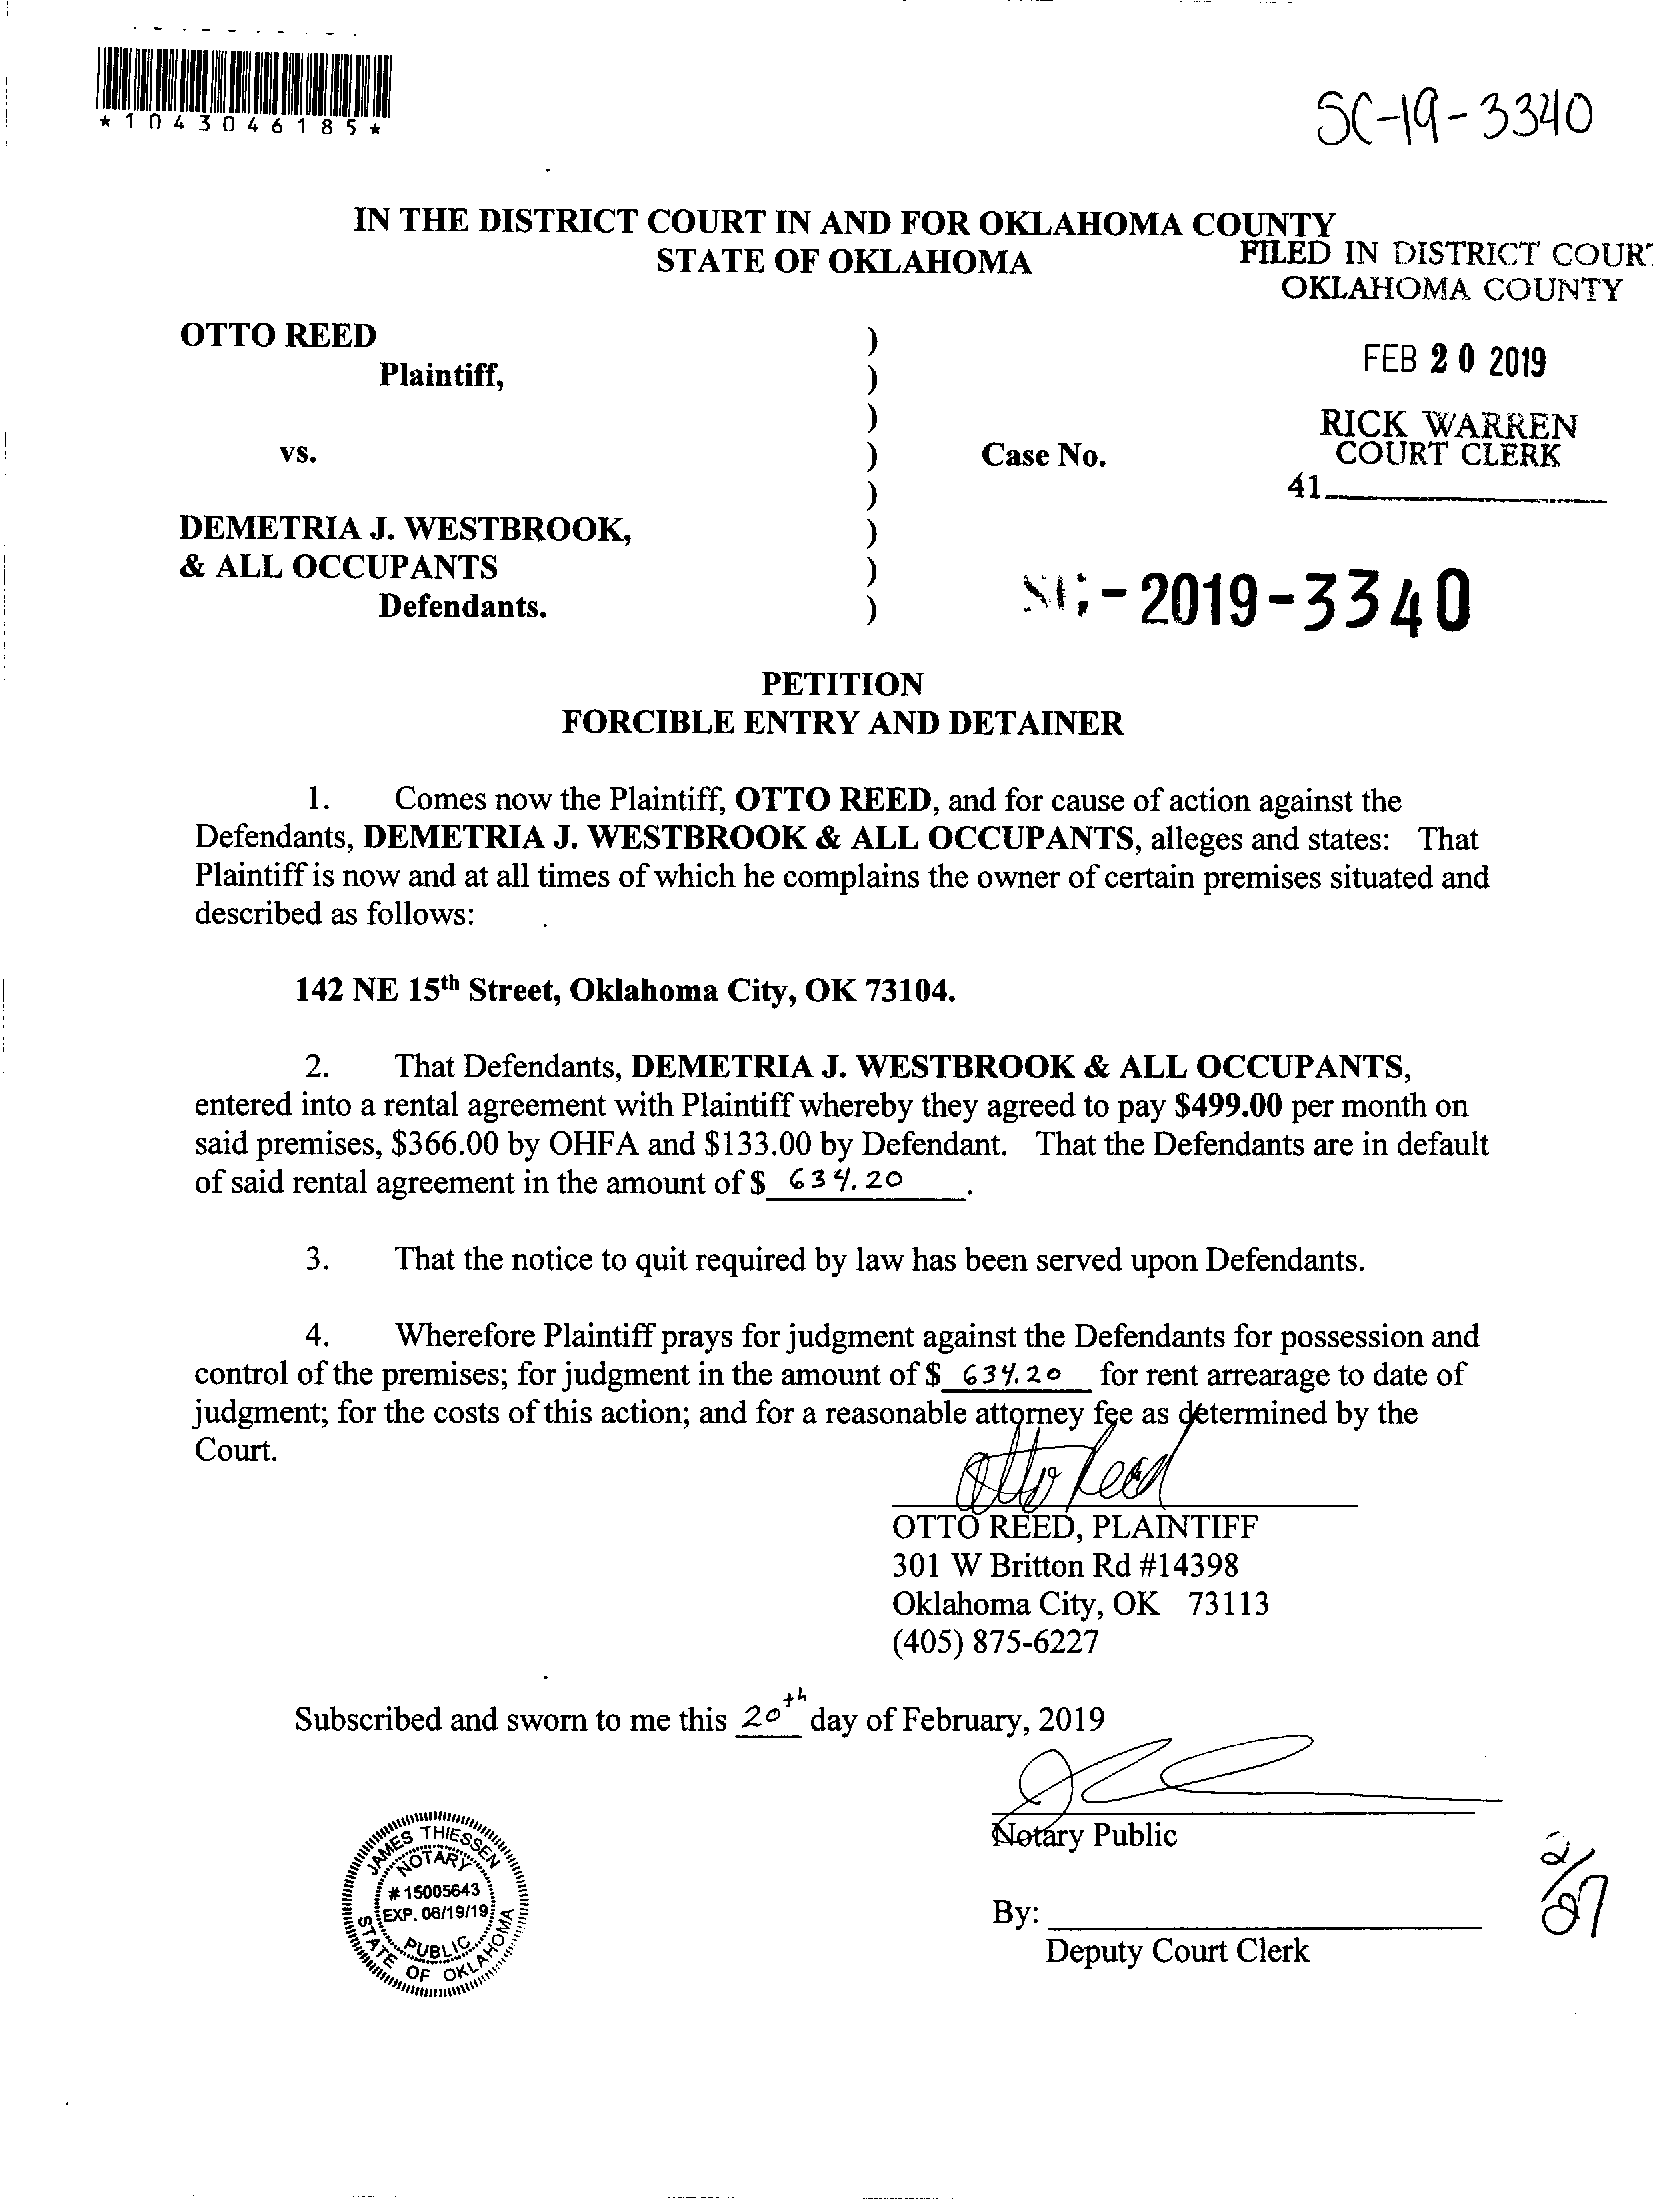 *1043046185*
SC-19-3340
IN THE DISTRICT COURT IN AND FOR OKLAHOMA COUNTY
STATE OF OKLAHOMA
FILED IN DISTRICT COURT
OKLAHOMA COUNTY
FEB 20 2019
RICK WARREN
COURT CLERK
41
OTTO REED )
Plaintiff, )
)
vs. ) Case No.
)
DEMETRIA J. WESTBROOK, )
& ALL OCCUPANTS )
Defendants. )
-2019-3340
PETITION
FORCIBLE ENTRY AND DETAINER
1. Comes now the Plaintiff, OTTO REED, and for cause of action against the
Defendants, DEMETRIA J. WESTBROOK & ALL OCCUPANTS, alleges and states: That
Plaintiff is now and at all times of which he complains the owner of certain premises situated and
described as follows:
142 NE 15th Street, Oklahoma City, OK 73104.
2. That Defendants, DEMETRIA J. WESTBROOK & ALL OCCUPANTS,
entered into a rental agreement with Plaintiff whereby they agreed to pay $499.00 per month on
said premises, $366.00 by OHFA and $133.00 by Defendant. That the Defendants are in default
of said rental agreement in the amount of $ 634.20 .
3. That the notice to quit required by law has been served upon Defendants.
4. Wherefore Plaintiff prays for judgment against the Defendants for possession and
control of the premises; for judgment in the amount of $ 634.20 for rent arrearage to date of
judgment; for the costs of this action; and for a reasonable attorney fee as determined by the
Court.
Otto Reed
OTTO REED, PLAINTIFF
301 W Britton Rd #14398
Oklahoma City, OK 73113
(405) 875-6227
Subscribed and sworn to me this 20th day of February, 2019
Notary Public
By:
Deputy Court Clerk
JAMES THIESSEN
NOTARY
#15005643
EXP. 06/19/19
PUBLIC
STATE OF OKLAHOMA
2/27